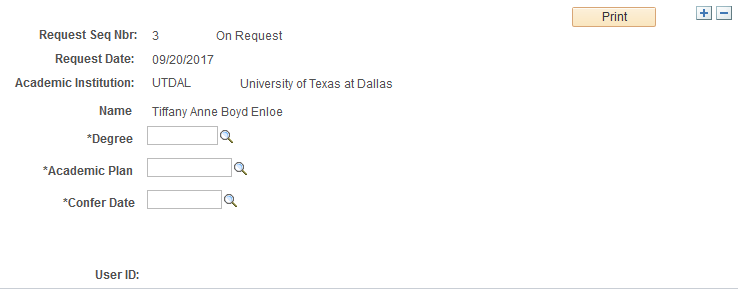 Print
Request Seq Nbr: 3 On Request
Request Date: 09/20/2017
Academic Institution: UTDAL University of Texas at Dallas
Name Tiffany Anne Boyd Enloe
*Degree
*Academic Plan
*Confer Date
User ID: